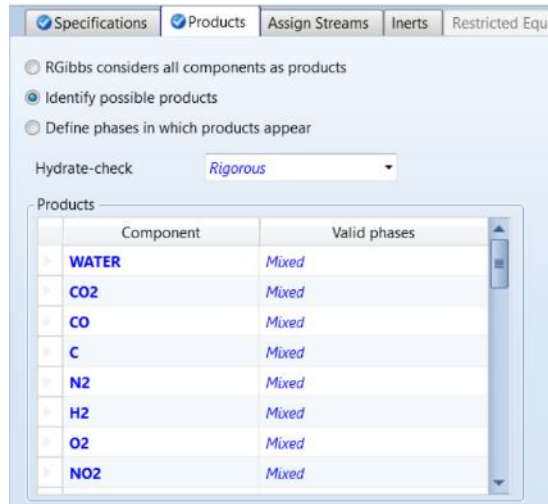 Specifications Products Assign Streams Inerts Restricted Equ
RGibbs considers all components as products
Identify possible products
Define phases in which products appear
Hydrate-check Rigorous
Products
Component Valid phases
WATER Mixed
CO2 Mixed
CO Mixed
C Mixed
N2 Mixed
H2 Mixed
O2 Mixed
NO2 Mixed